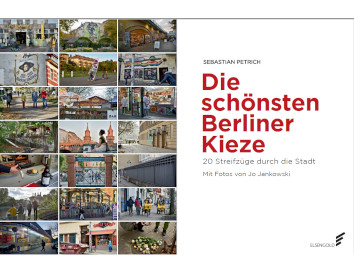 SEBASTIAN PETRICH
Die
schönsten
Berliner
Kieze
20 Streifzüge durch die Stadt
Mit Fotos von Jo Jankowski
ELSENGOLD